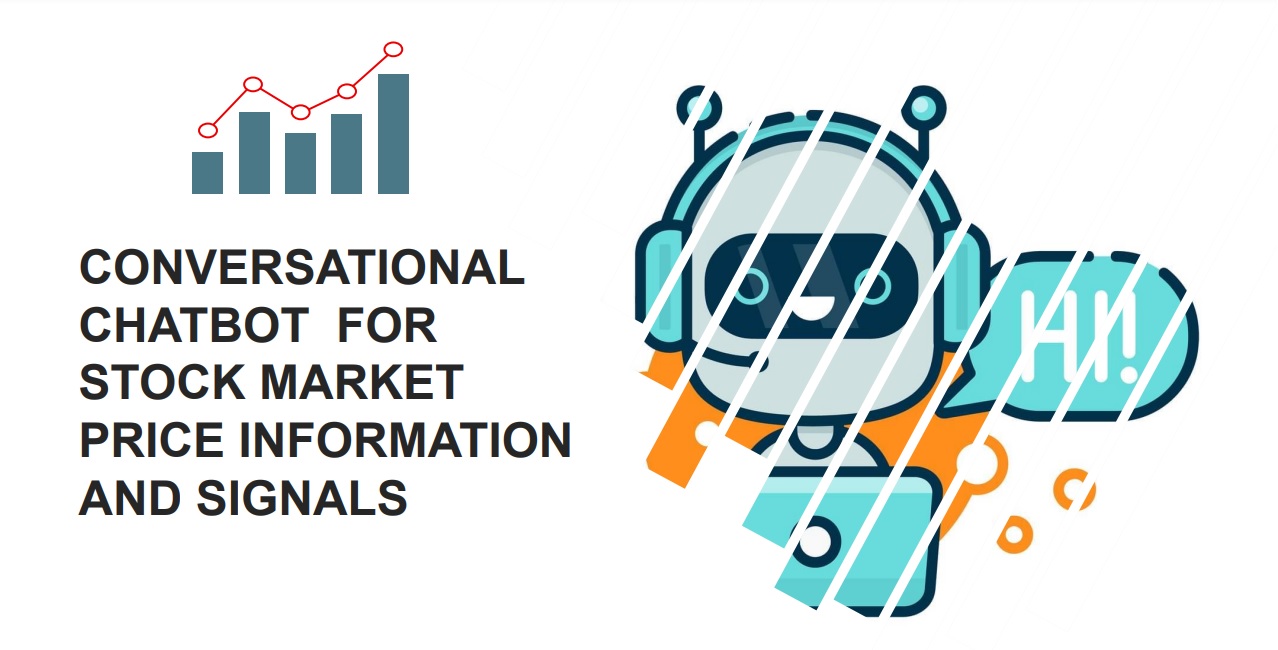 CONVERSATIONAL
CHATBOT  FOR
STOCK MARKET
PRICE INFORMATION
AND SIGNALS
HI!